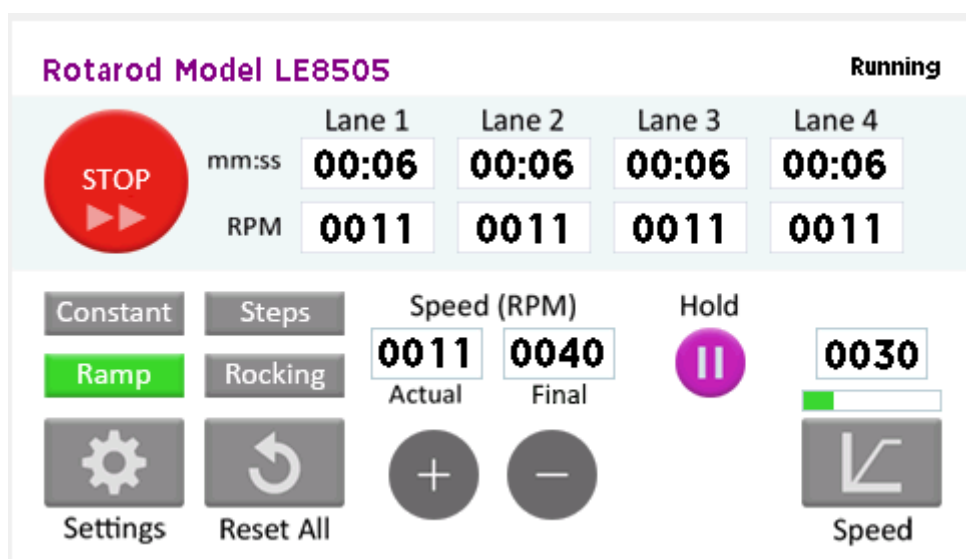 Rotarod Model LE8505 Running
Lane 1 Lane 2 Lane 3 Lane 4
STOP mm:ss 00:06 00:06 00:06 00:06
RPM 0011 0011 0011 0011
Constant Steps Speed (RPM) Hold
Ramp Rocking 0011 0040 0030
Actual Final
Settings Reset All Speed